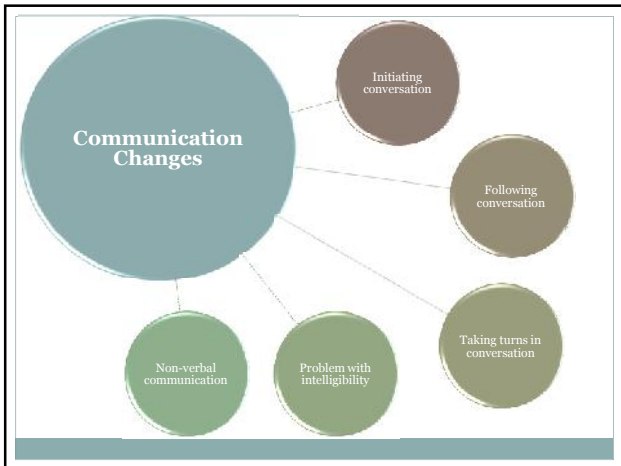 Communication
Changes
Initiating
conversation
Following
conversation
Taking turns in
conversation
Problem with
intelligibility
Non-verbal
communication